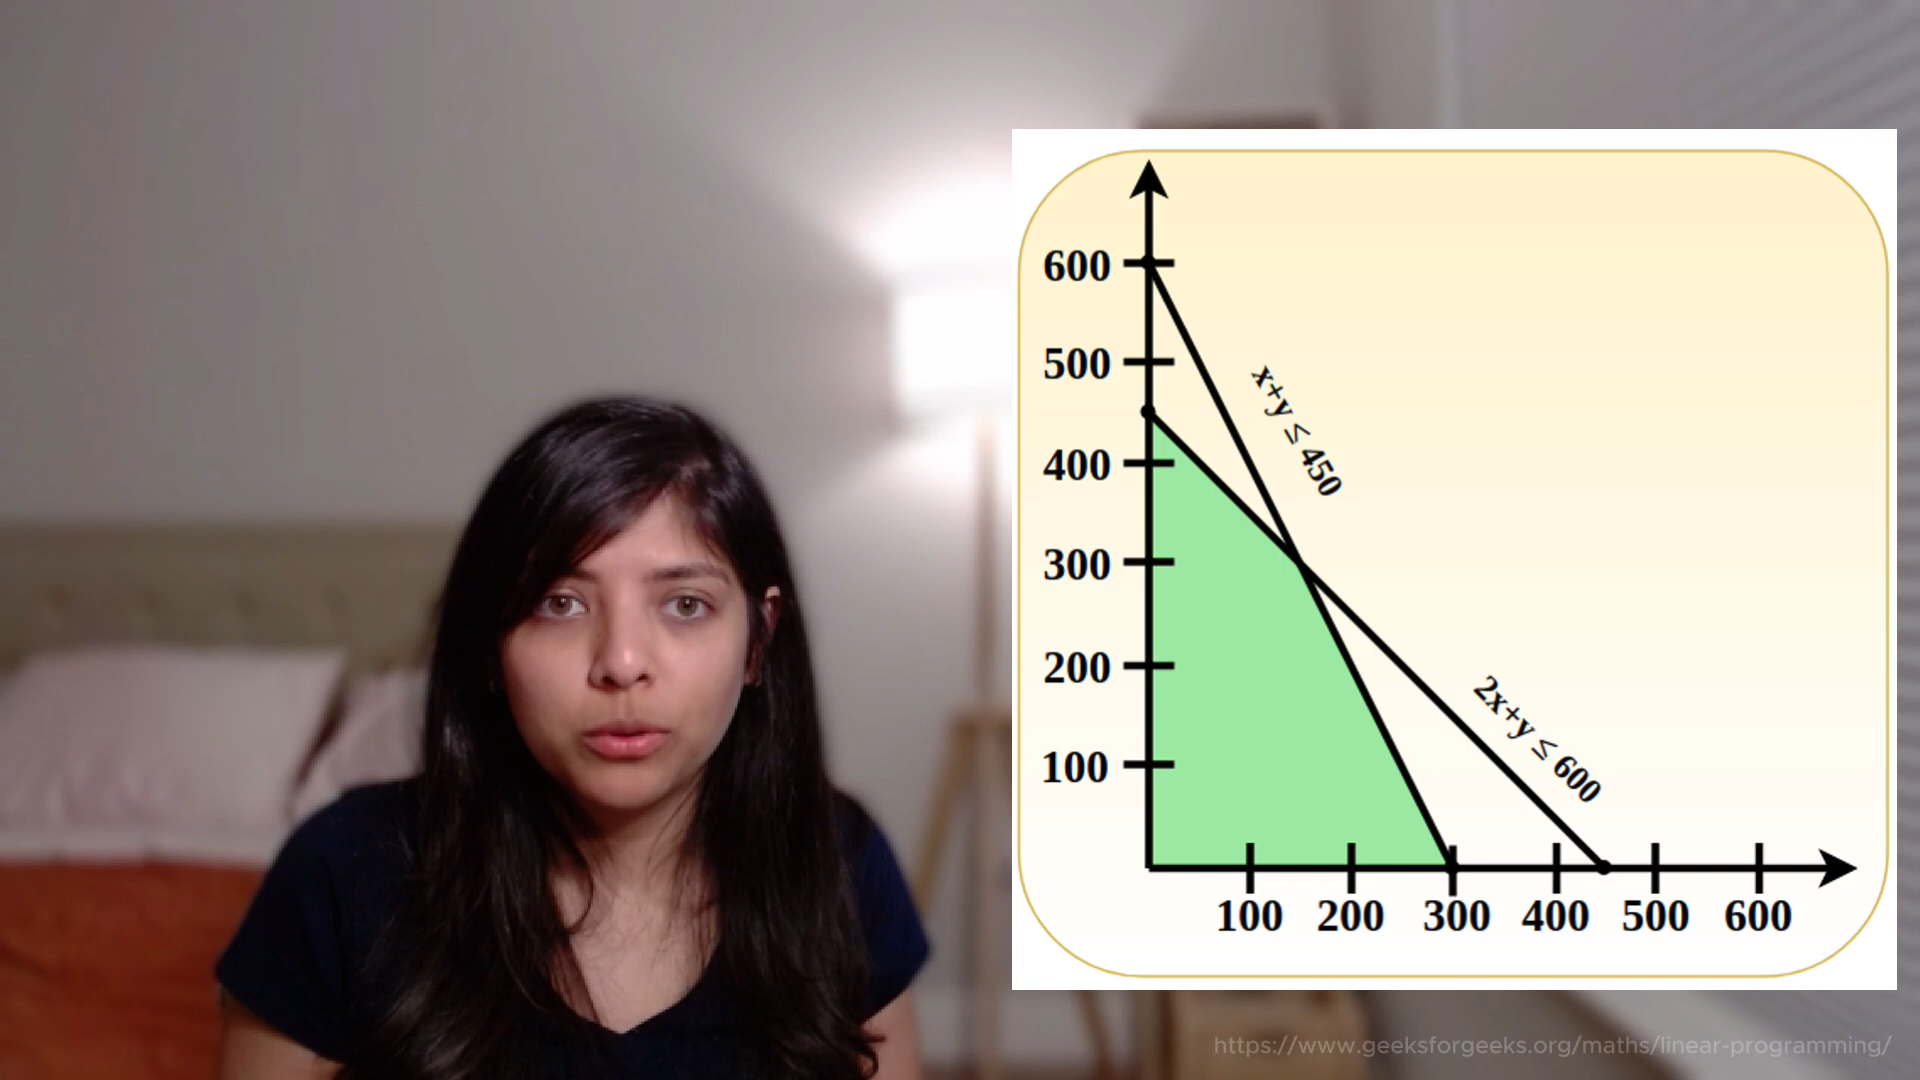 600
500
400
300
200
100
x+y ≤ 450
2x+y ≤ 600
100 200 300 400 500 600
https://www.geeksforgeeks.org/maths/linear-programming/